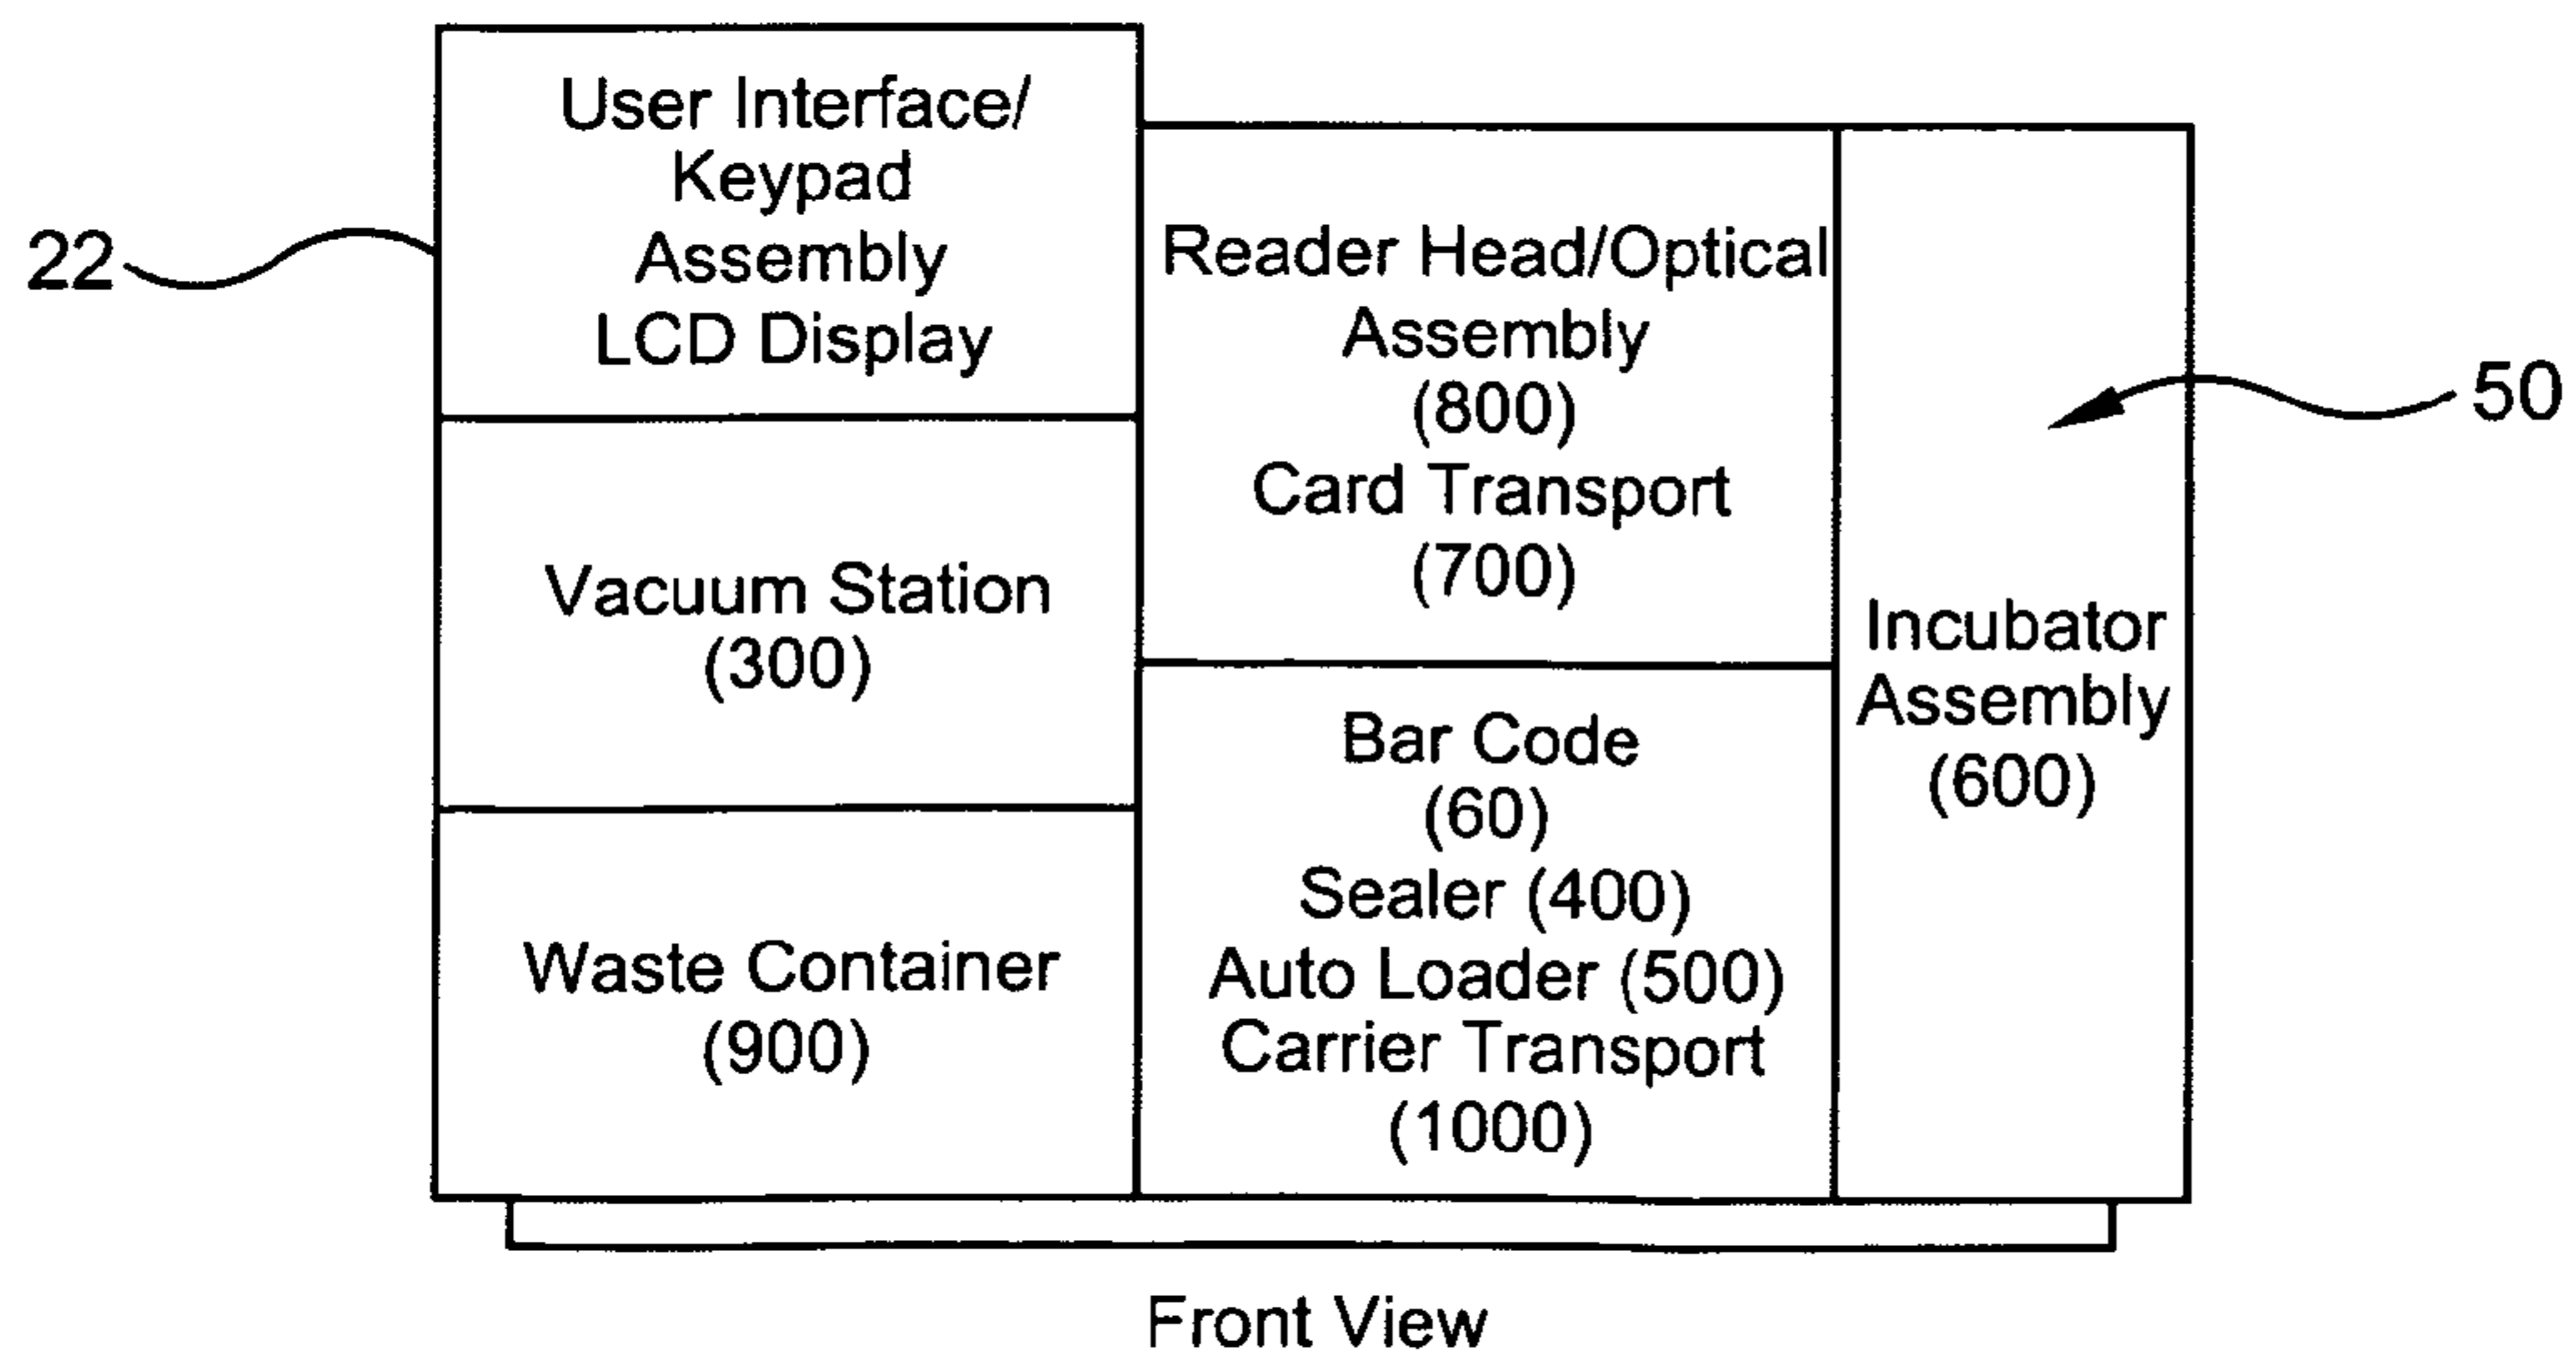 User Interface/
Keypad
Assembly
LCD Display
22
Vacuum Station
(300)
Waste Container
(900)
Reader Head/Optical
Assembly
(800)
Card Transport
(700)
Bar Code
(60)
Sealer (400)
Auto Loader (500)
Carrier Transport
(1000)
50
Incubator
Assembly
(600)
Front View